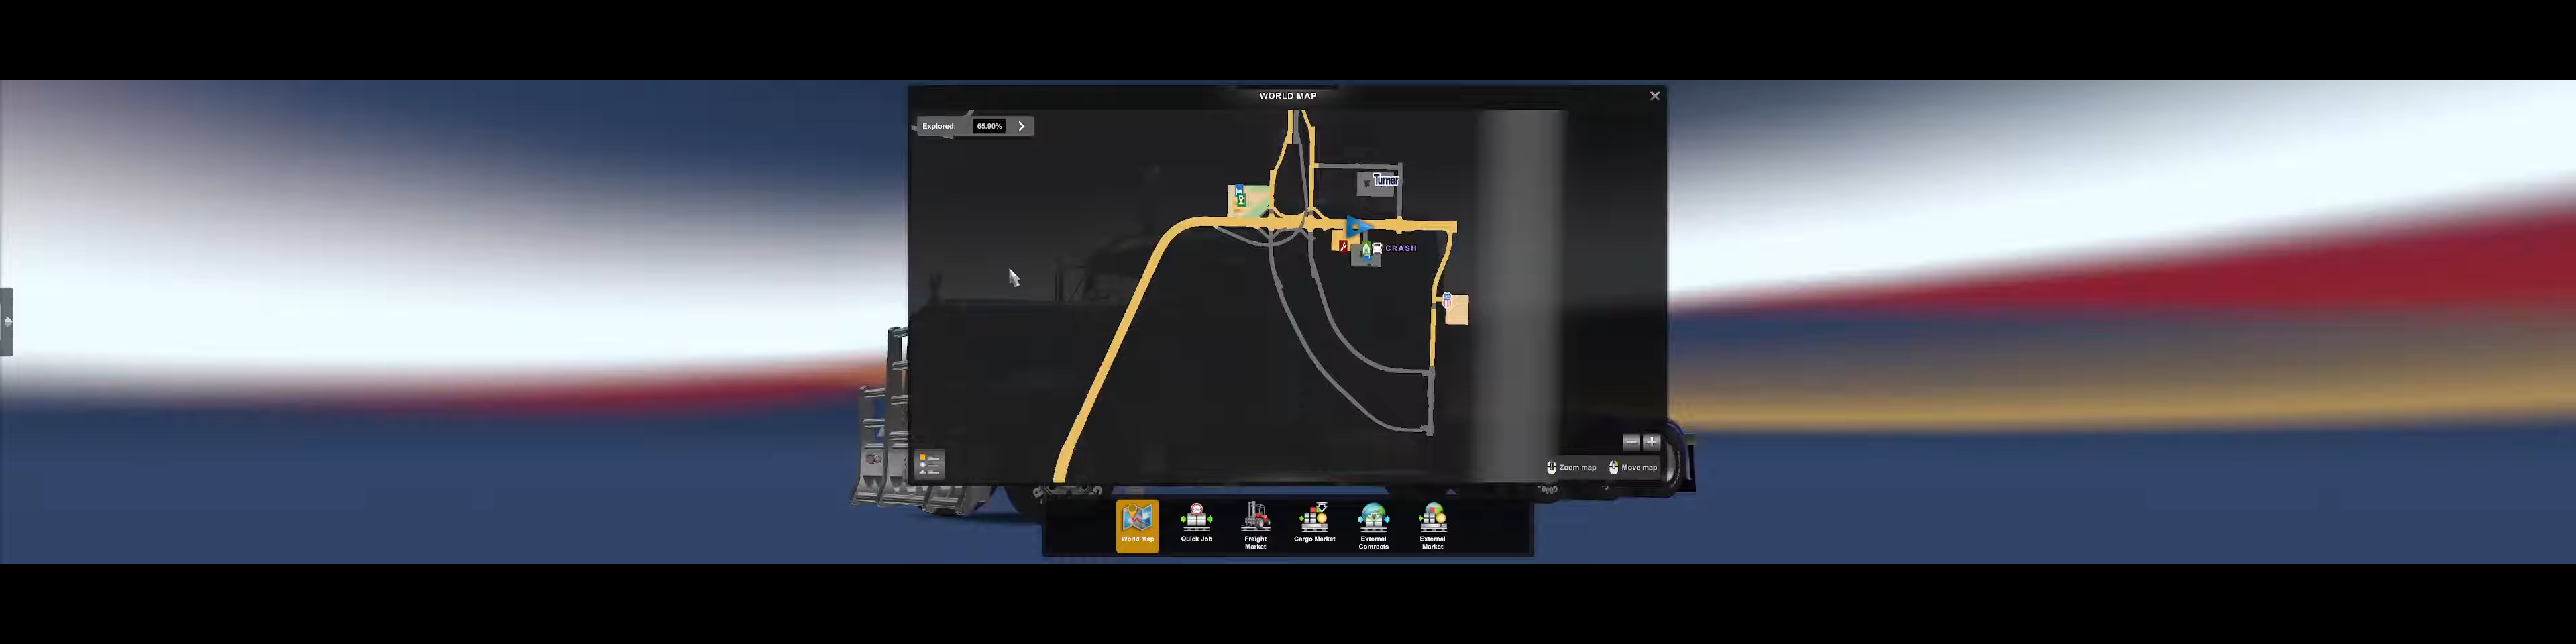 WORLD MAP
Explored: 65.90%
Turner
CRASH
Zoom map Move map
World Map
Quick Job
Freight
Market
Cargo Market
External
Contracts
External
Market